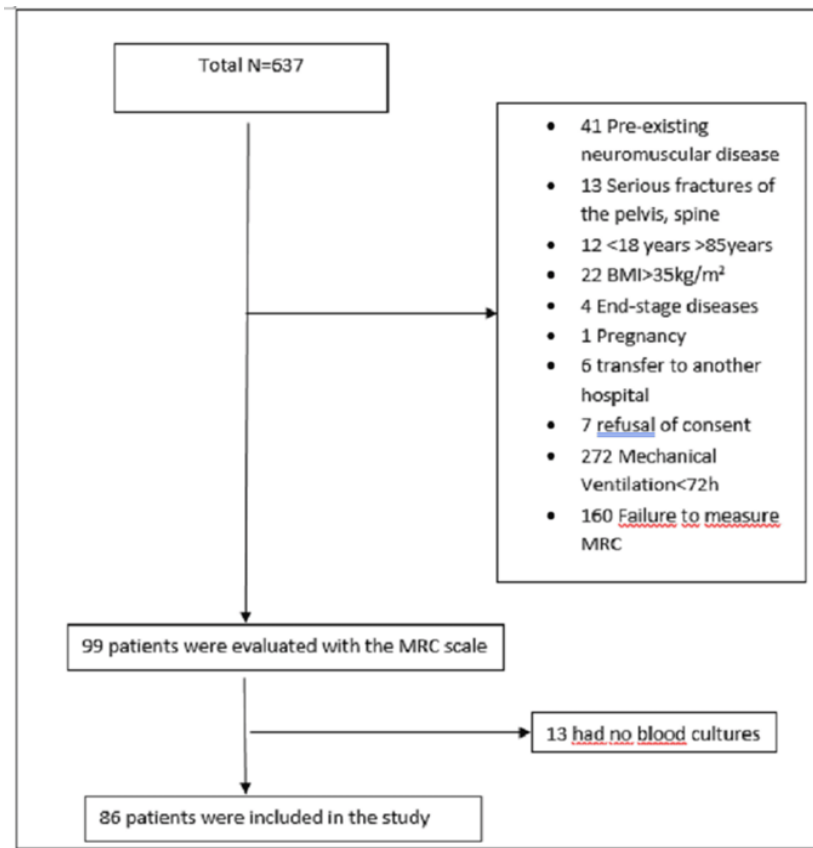 Total N=637
• 41 Pre-existing
neuromuscular disease
• 13 Serious fractures of
the pelvis, spine
• 12 <18 years >85years
• 22 BMI>35kg/m²
• 4 End-stage diseases
• 1 Pregnancy
• 6 transfer to another
hospital
• 7 refusal of consent
• 272 Mechanical
Ventilation<72h
• 160 Failure to measure
MRC
99 patients were evaluated with the MRC scale
13 had no blood cultures
86 patients were included in the study